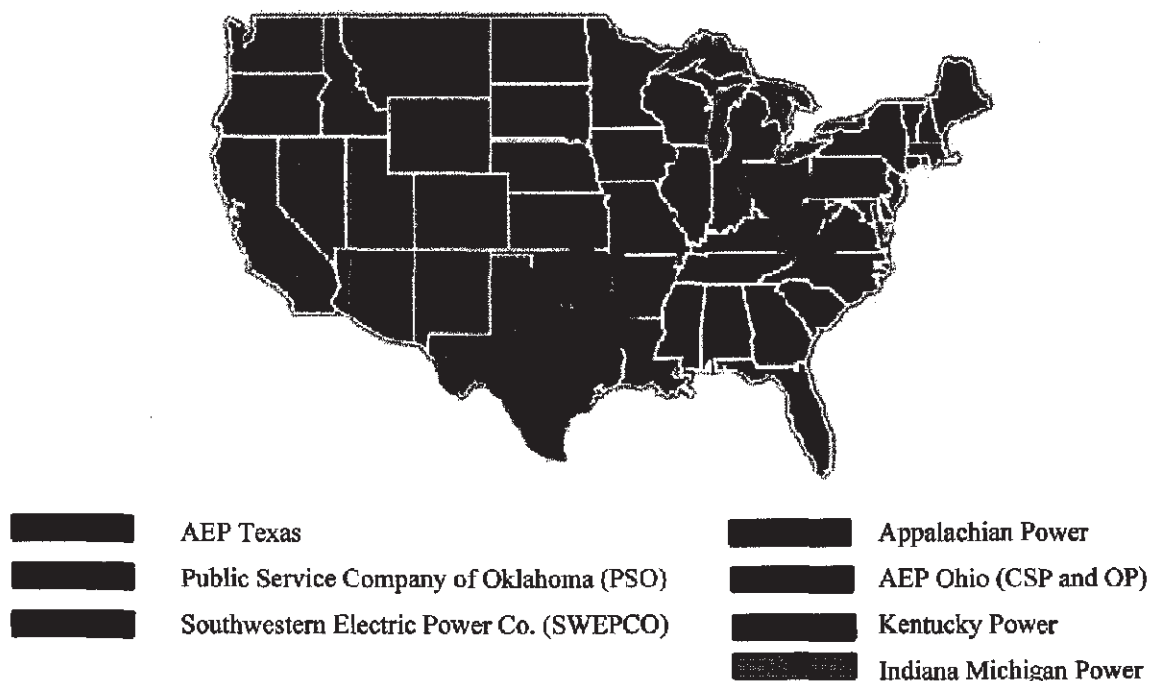 AEP Texas
Public Service Company of Oklahoma (PSO)
Southwestern Electric Power Co. (SWEPCO)
Appalachian Power
AEP Ohio (CSP and OP)
Kentucky Power
Indiana Michigan Power